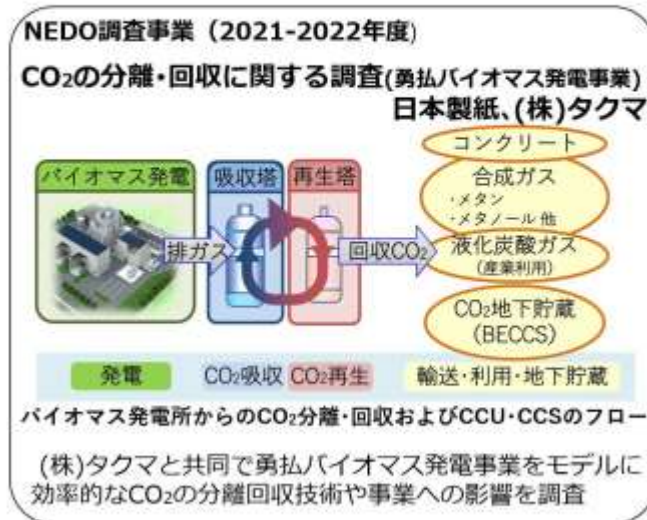 NEDO調査事業（2021-2022年度)
CO₂の分離・回収に関する調査(勇払バイオマス発電事業)
日本製紙、(株)タクマ
バイオマス発電
吸収塔
再生塔
排ガス
回収CO₂
コンクリート
合成ガス
・メタン
・メタノール 他
液化炭酸ガス
(産業利用)
CO₂地下貯蔵
(BECCS)
発電
CO₂吸収
CO₂再生
輸送・利用・地下貯蔵
バイオマス発電所からのCO₂分離・回収およびCCU・CCSのフロー
(株)タクマと共同で勇払バイオマス発電事業をモデルに
効率的なCO₂の分離回収技術や事業への影響を調査